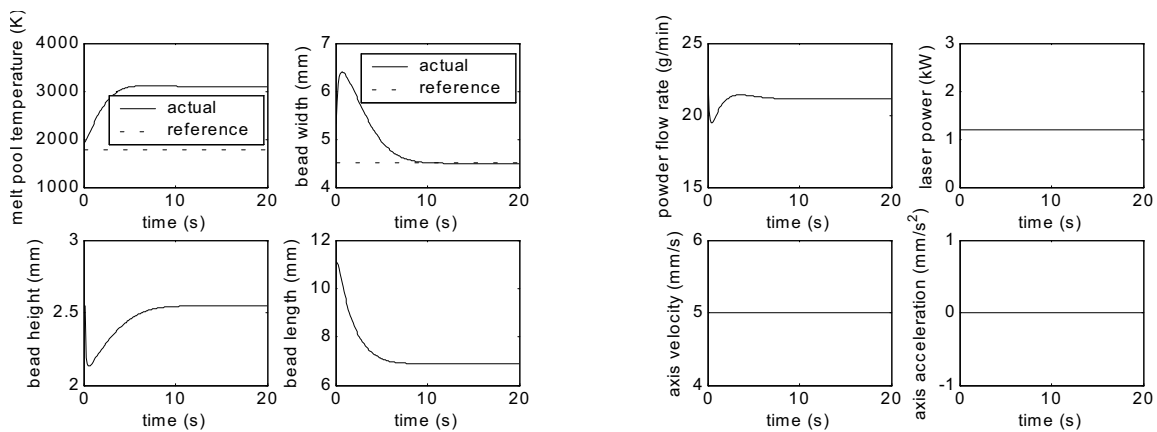 melt pool temperature (K)
4000
3000
2000
1000
actual
reference
0
10
20
time (s)
bead width (mm)
7
6
5
4
actual
reference
0
10
20
time (s)
powder flow rate (g/min)
25
20
15
0
10
20
time (s)
laser power (kW)
3
2
1
0
0
10
20
time (s)
bead height (mm)
3
2.5
2
0
10
20
time (s)
bead length (mm)
12
10
8
6
0
10
20
time (s)
axis velocity (mm/s)
6
5
4
0
10
20
time (s)
axis acceleration (mm/s²)
1
0
-1
0
10
20
time (s)